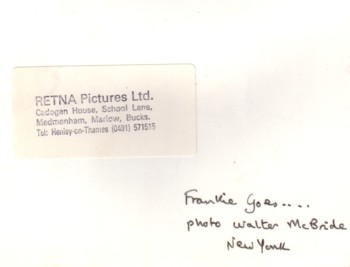 RETNA Pictures Ltd.
Cadogan House, School Lane,
Medmenham, Marlow, Bucks.
Tel: Henley-on-Thames (0491) 571515
Frankie Goes....
photo walter McBride
New York